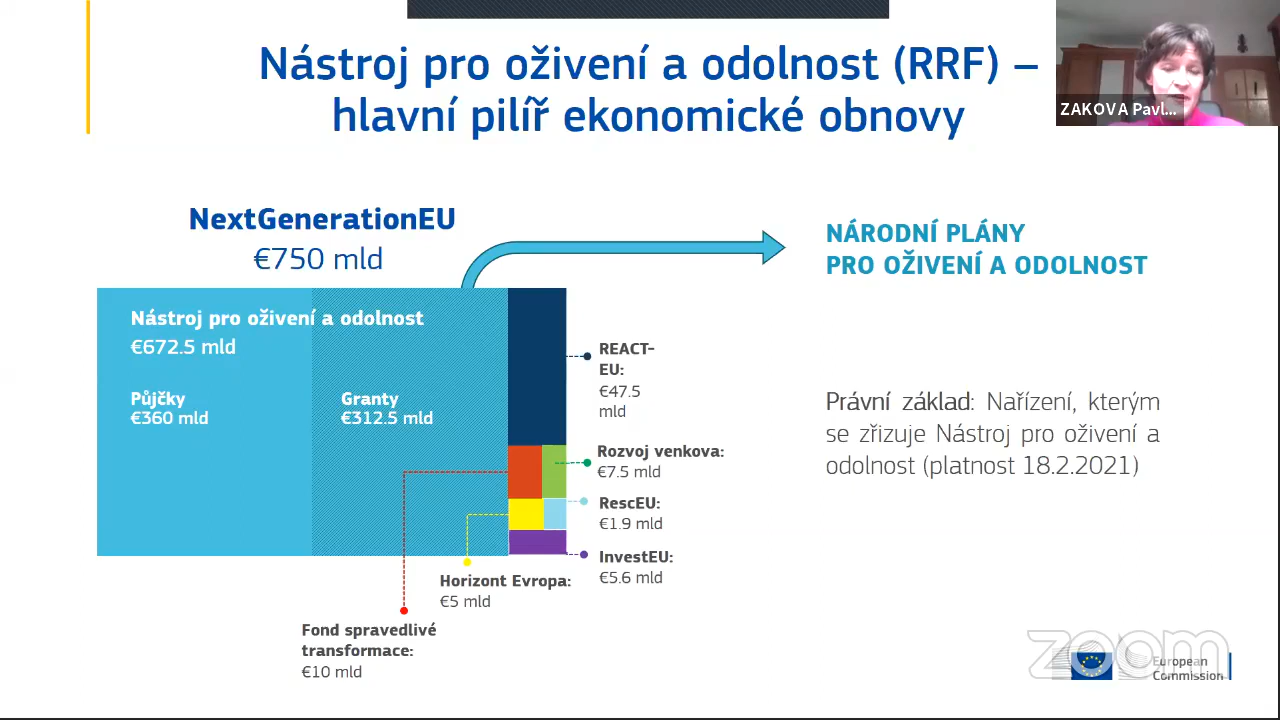 Nástroj pro oživení a odolnost (RRF) –
hlavní pilíř ekonomické obnovy
ZAKOVA Pavl...
NextGenerationEU
€750 mld
NÁRODNÍ PLÁNY
PRO OŽIVENÍ A ODOLNOST
Nástroj pro oživení a odolnost
€672.5 mld
Půjčky
€360 mld
Granty
€312.5 mld
REACT-
EU:
€47.5
mld
Rozvoj venkova:
€7.5 mld
RescEU:
€1.9 mld
InvestEU:
€5.6 mld
Horizont Evropa:
€5 mld
Fond spravedlivé
transformace:
€10 mld
Právní základ: Nařízení, kterým
se zřizuje Nástroj pro oživení a
odolnost (platnost 18.2.2021)
zoom
European
Commission